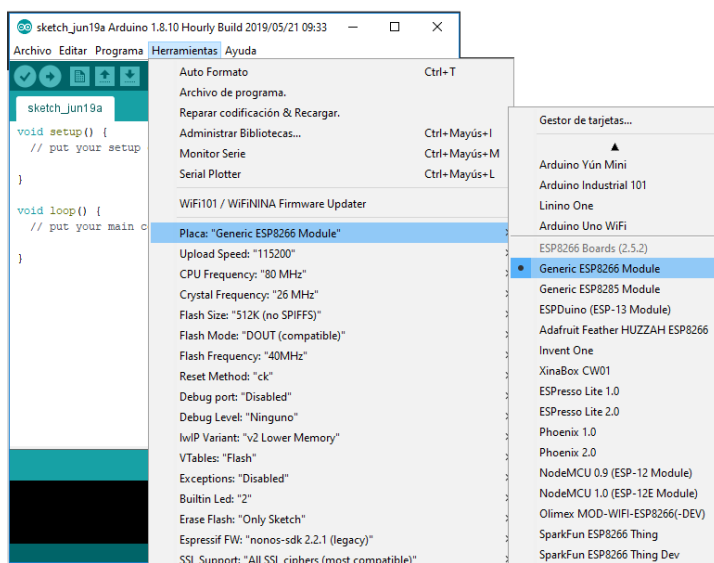 sketch_jun19a Arduino 1.8.10 Hourly Build 2019/05/21 09:33
Archivo Editar Programa Herramientas Ayuda
sketch_jun19a
void setup() {
// put your setup
}
void loop() {
// put your main c
}
Auto Formato Ctrl+T
Archivo de programa.
Reparar codificación & Recargar.
Administrar Bibliotecas... Ctrl+Mayús+I
Monitor Serie Ctrl+Mayús+M
Serial Plotter Ctrl+Mayús+L
WiFi101 / WiFiNINA Firmware Updater
Placa: "Generic ESP8266 Module"
Upload Speed: "115200"
CPU Frequency: "80 MHz"
Crystal Frequency: "26 MHz"
Flash Size: "512K (no SPIFFS)"
Flash Mode: "DOUT (compatible)"
Flash Frequency: "40MHz"
Reset Method: "ck"
Debug port: "Disabled"
Debug Level: "Ninguno"
lwIP Variant: "v2 Lower Memory"
VTables: "Flash"
Exceptions: "Disabled"
Builtin Led: "2"
Erase Flash: "Only Sketch"
Espressif FW: "nonos-sdk 2.2.1 (legacy)"
SSL Support: "All SSL ciphers (most compatible)"
Gestor de tarjetas...
Arduino Yún Mini
Arduino Industrial 101
Linino One
Arduino Uno WiFi
ESP8266 Boards (2.5.2)
Generic ESP8266 Module
Generic ESP8285 Module
ESPDuino (ESP-13 Module)
Adafruit Feather HUZZAH ESP8266
Invent One
XinaBox CW01
ESPresso Lite 1.0
ESPresso Lite 2.0
Phoenix 1.0
Phoenix 2.0
NodeMCU 0.9 (ESP-12 Module)
NodeMCU 1.0 (ESP-12E Module)
Olimex MOD-WIFI-ESP8266(-DEV)
SparkFun ESP8266 Thing
SparkFun ESP8266 Thing Dev